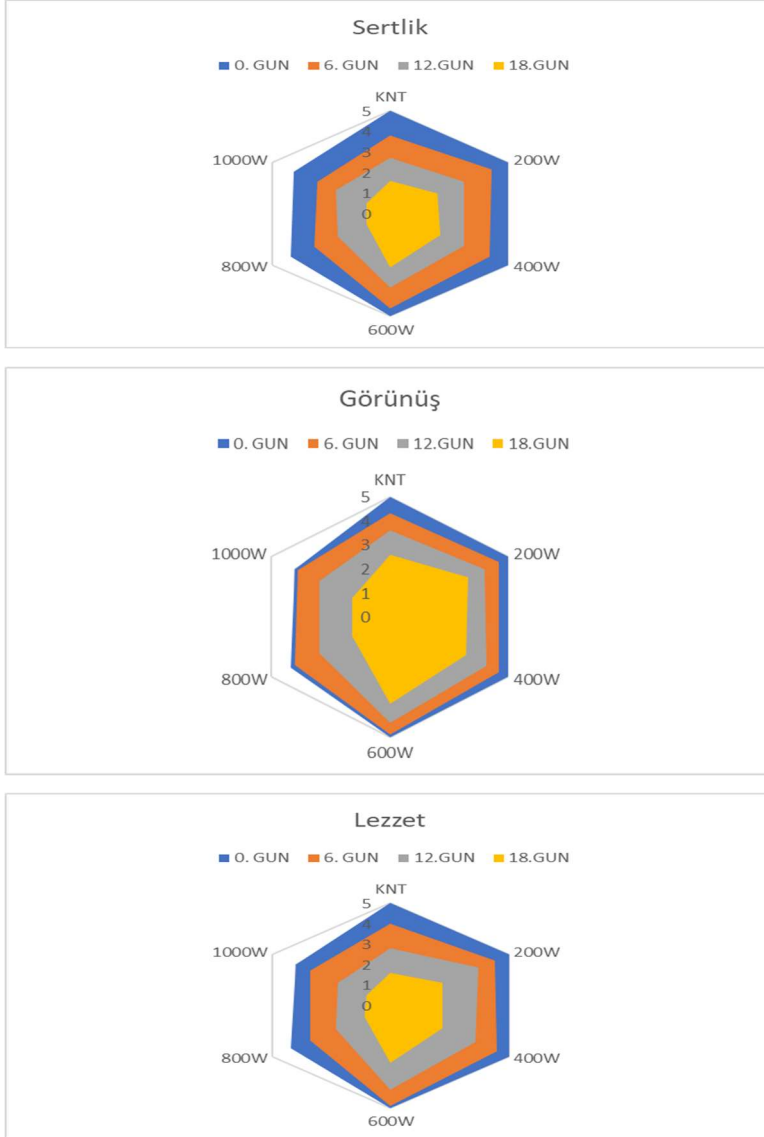 Sertlik
0. GUN 6. GUN 12.GUN 18.GUN
KNT
5
4
1000W 200W
3
2
1
0
800W 400W
600W
Görünüş
0. GUN 6. GUN 12.GUN 18.GUN
KNT
5
4
1000W 200W
3
2
1
0
800W 400W
600W
Lezzet
0. GUN 6. GUN 12.GUN 18.GUN
KNT
5
4
1000W 200W
3
2
1
0
800W 400W
600W